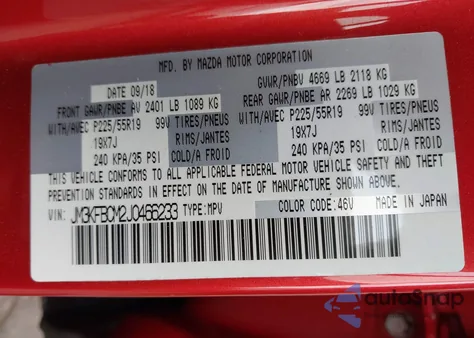 MFD. BY MAZDA MOTOR CORPORATION
DATE 09/18 GVWR/PNBV 4669 LB 2118 KG
FRONT GAWR/PNBE AV 2401 LB 1089 KG REAR GAWR/PNBE AR 2269 LB 1029 KG
WITH/AVEC P225/55R19 99V TIRES/PNEUS WITH/AVEC P225/55R19 99V TIRES/PNEUS
19X7J RIMS/JANTES 19X7J RIMS/JANTES
240 KPA/35 PSI COLD/A FROID 240 KPA/35 PSI COLD/A FROID
THIS VEHICLE CONFORMS TO ALL APPLICABLE FEDERAL MOTOR VEHICLE SAFETY AND THEFT
PREVENTION STANDARDS IN EFFECT ON THE DATE OF MANUFACTURE SHOWN ABOVE.
VIN: JM3KFBCM2J0466233 TYPE:MPV COLOR CODE:46V MADE IN JAPAN
autoSnap